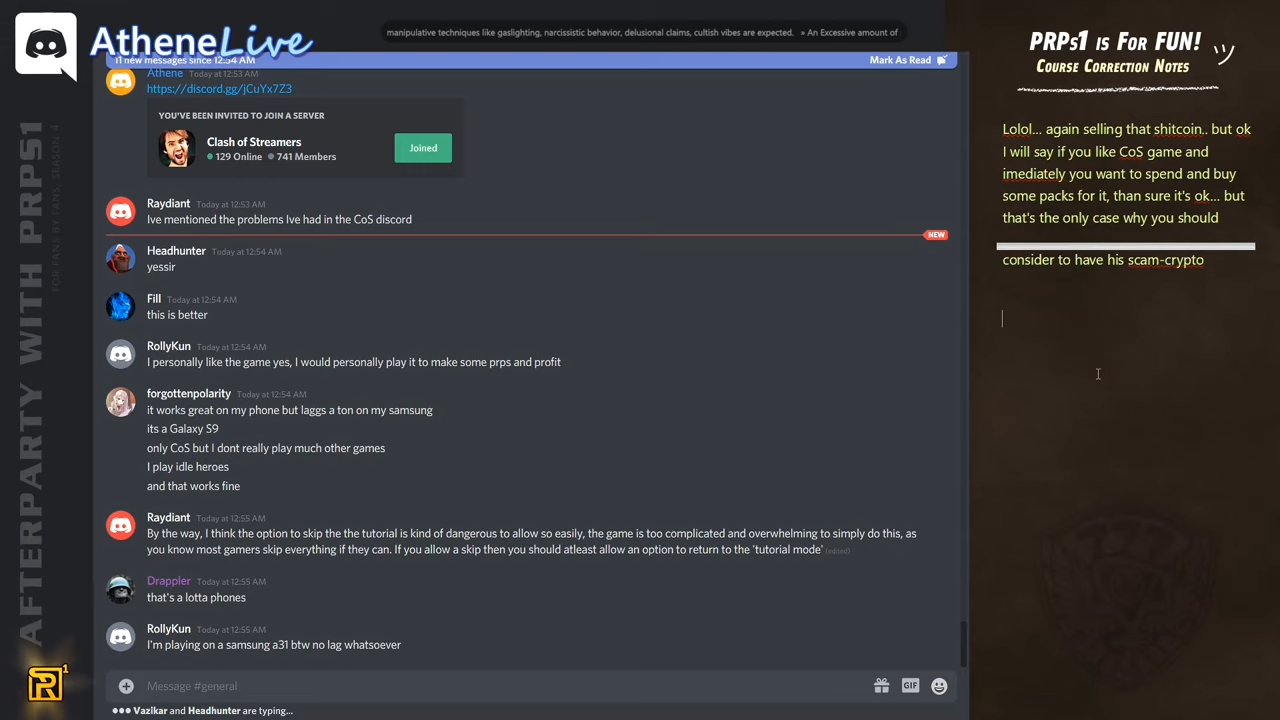 AtheneLive
manipulative techniques like gaslighting, narcissistic behavior, delusional claims, cultish vibes are expected. » An Excessive amount of
11 new messages since 12:54 AM
Mark As Read
Athene Today at 12:53 AM
https://discord.gg/jCuYx7Z3
YOU'VE BEEN INVITED TO JOIN A SERVER
Clash of Streamers
129 Online 741 Members
Joined
Raydiant Today at 12:53 AM
Ive mentioned the problems Ive had in the CoS discord
NEW
Headhunter Today at 12:54 AM
yessir
Fill Today at 12:54 AM
this is better
RollyKun Today at 12:54 AM
I personally like the game yes, I would personally play it to make some prps and profit
forgottenpolarity Today at 12:54 AM
it works great on my phone but laggs a ton on my samsung
its a Galaxy S9
only CoS but I dont really play much other games
I play idle heroes
and that works fine
Raydiant Today at 12:55 AM
By the way, I think the option to skip the the tutorial is kind of dangerous to allow so easily, the game is too complicated and overwhelming to simply do this, as
you know most gamers skip everything if they can. If you allow a skip then you should atleast allow an option to return to the 'tutorial mode' (edited)
Drappler Today at 12:55 AM
that's a lotta phones
RollyKun Today at 12:55 AM
I'm playing on a samsung a31 btw no lag whatsoever
Message #general
GIF
Vazikar and Headhunter are typing...
AFTERPARTY WITH PRPS1
FOR FANS BY FANS, SEASON 4
R1
PRPs1 is For FUN! ツ
Course Correction Notes
Lolol... again selling that shitcoin.. but ok
I will say if you like CoS game and
imediately you want to spend and buy
some packs for it, than sure it's ok... but
that's the only case why you should
consider to have his scam-crypto